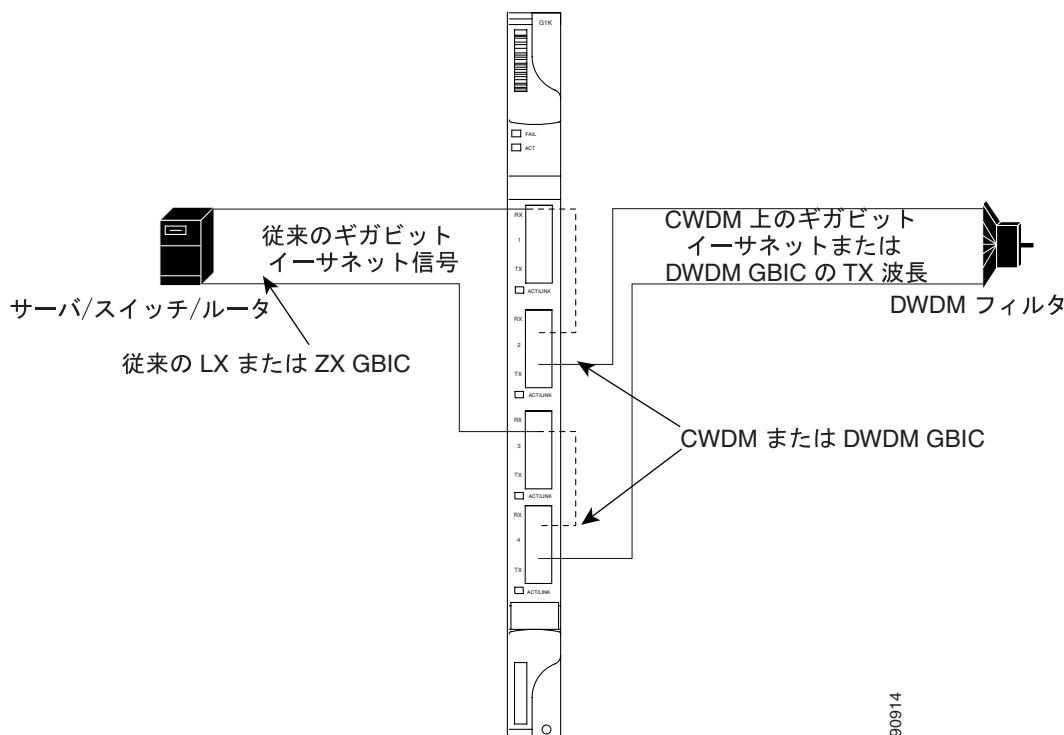 G1K
FAIL
ACT
RX
1
TX
ACT/LINK
RX
2
TX
ACT/LINK
RX
3
TX
ACT/LINK
RX
4
TX
ACT/LINK
従来のギガビット
イーサネット信号
サーバ/スイッチ/ルータ
従来の LX または ZX GBIC
CWDM 上のギガビット
イーサネットまたは
DWDM GBIC の TX 波長
DWDM フィルタ
CWDM または DWDM GBIC
90914